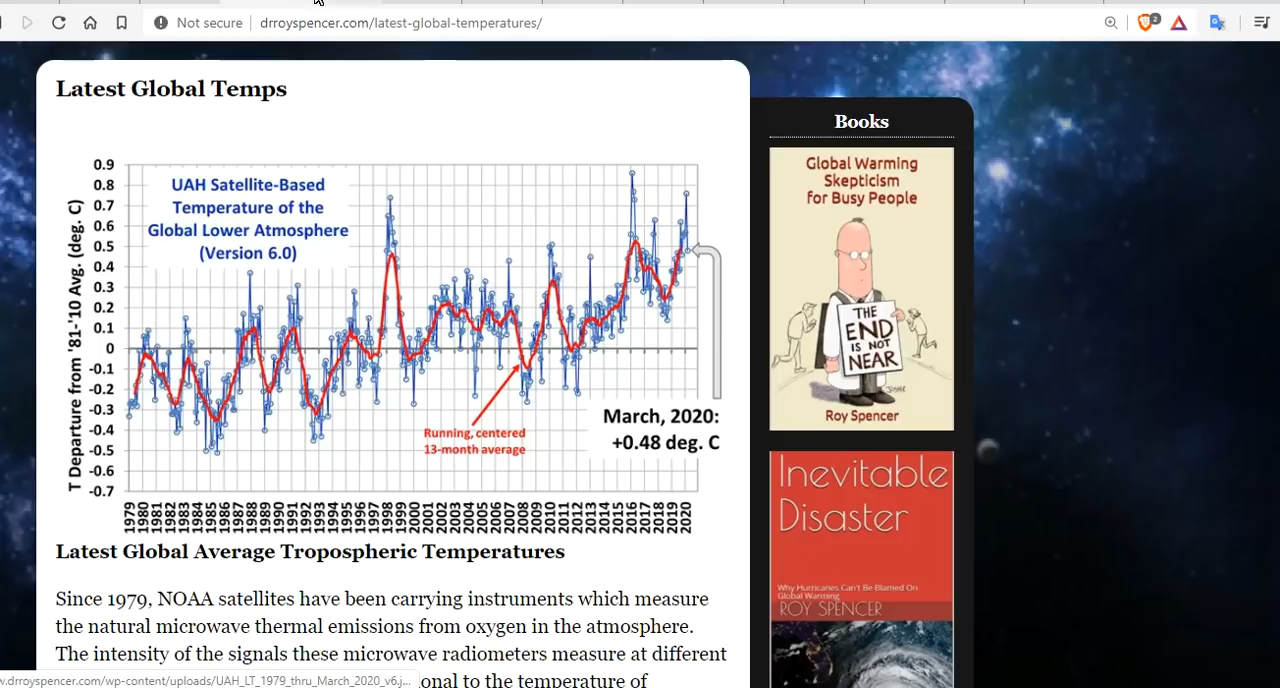 Not secure
drroyspencer.com/latest-global-temperatures/
2
Latest Global Temps
0.9
0.8
0.7
0.6
0.5
0.4
0.3
0.2
0.1
0
-0.1
-0.2
-0.3
-0.4
-0.5
-0.6
-0.7
T Departure from '81-'10 Avg. (deg. C)
UAH Satellite-Based
Temperature of the
Global Lower Atmosphere
(Version 6.0)
Running, centered
13-month average
March, 2020:
+0.48 deg. C
1979
1980
1981
1982
1983
1984
1985
1986
1987
1988
1989
1990
1991
1992
1993
1994
1995
1996
1997
1998
1999
2000
2001
2002
2003
2004
2005
2006
2007
2008
2009
2010
2011
2012
2013
2014
2015
2016
2017
2018
2019
2020
Latest Global Average Tropospheric Temperatures
Since 1979, NOAA satellites have been carrying instruments which measure
the natural microwave thermal emissions from oxygen in the atmosphere.
The intensity of the signals these microwave radiometers measure at different
onal to the temperature of
w.drroyspencer.com/wp-content/uploads/UAH_LT_1979_thru_March_2020_v6.j...
Books
Global Warming
Skepticism
for Busy People
THE
END
IS NOT
NEAR
Roy Spencer
Inevitable
Disaster
Why Hurricanes Can't Be Blamed On
Global Warming
ROY SPENCER